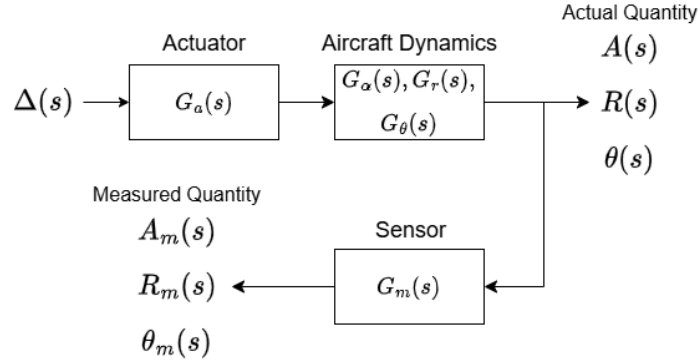 Actual Quantity
Actuator
Aircraft Dynamics
A(s)
Δ(s)
G_a(s)
G_α(s), G_r(s),
G_θ(s)
R(s)
θ(s)
Measured Quantity
A_m(s)
Sensor
R_m(s)
G_m(s)
θ_m(s)